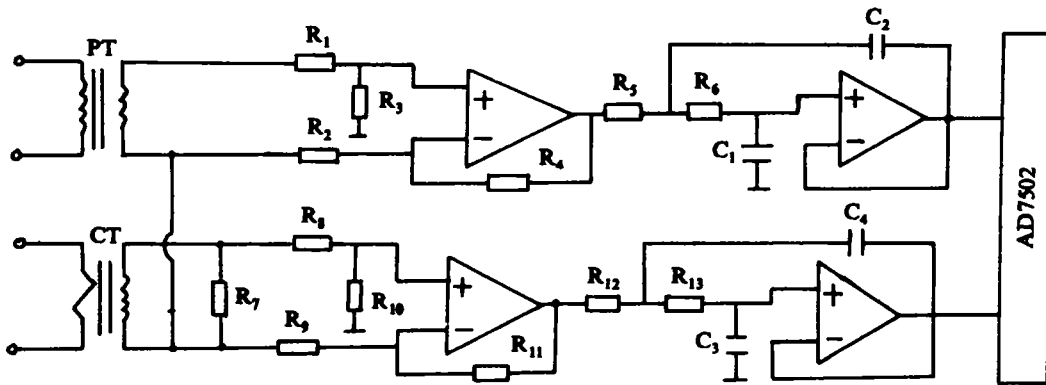 PT
R1
R3
R2
+
−
R4
R5
R6
C1
C2
+
−
CT
R7
R8
R10
R9
+
−
R11
R12
R13
C3
C4
+
−
AD7502